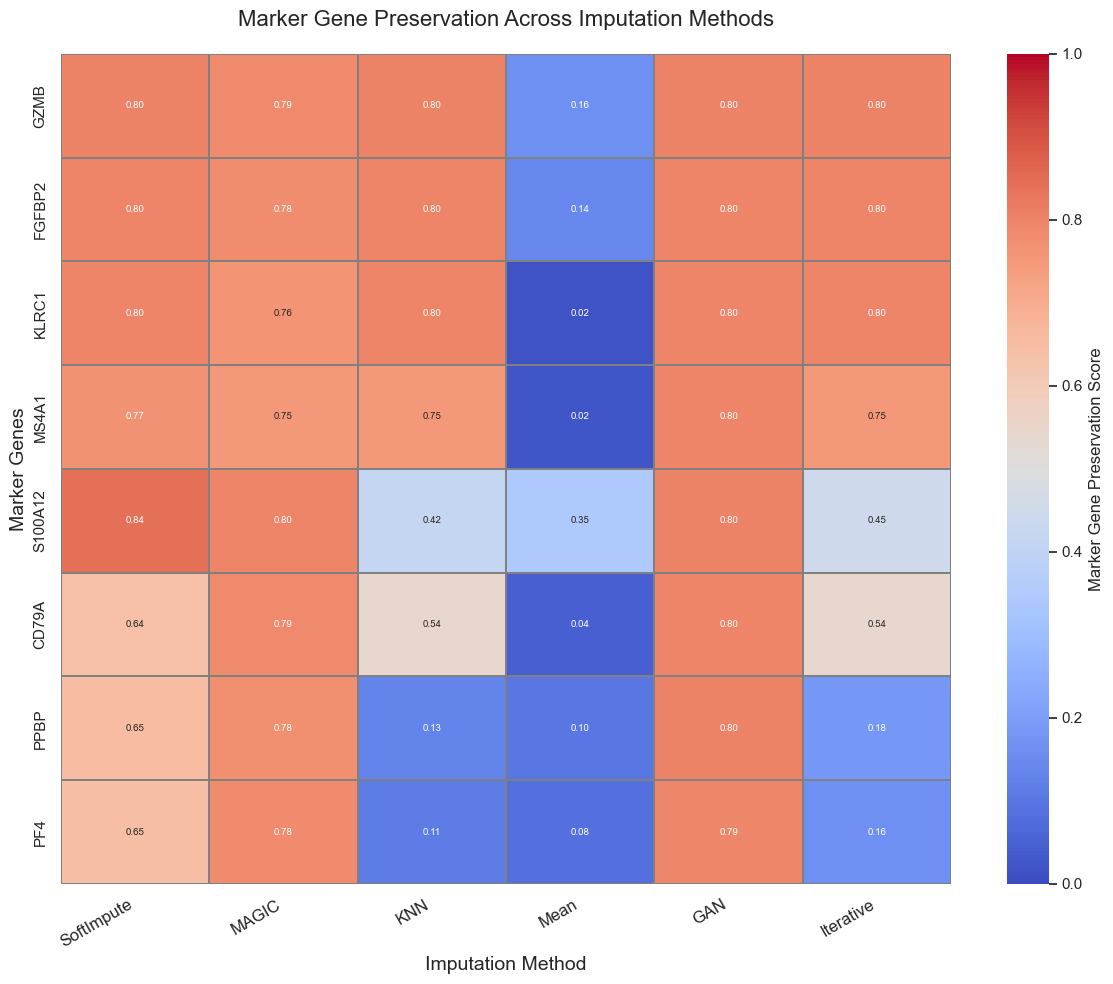 Marker Gene Preservation Across Imputation Methods
Marker Genes
GZMB 0.80 0.79 0.80 0.16 0.80 0.80
FGFBP2 0.80 0.78 0.80 0.14 0.80 0.80
KLRC1 0.80 0.76 0.80 0.02 0.80 0.80
MS4A1 0.77 0.75 0.75 0.02 0.80 0.75
S100A12 0.84 0.80 0.42 0.35 0.80 0.45
CD79A 0.64 0.79 0.54 0.04 0.80 0.54
PPBP 0.65 0.78 0.13 0.10 0.80 0.18
PF4 0.65 0.78 0.11 0.08 0.79 0.16
SoftImpute MAGIC KNN Mean GAN Iterative
Imputation Method
1.0
0.8
0.6
0.4
0.2
0.0
Marker Gene Preservation Score